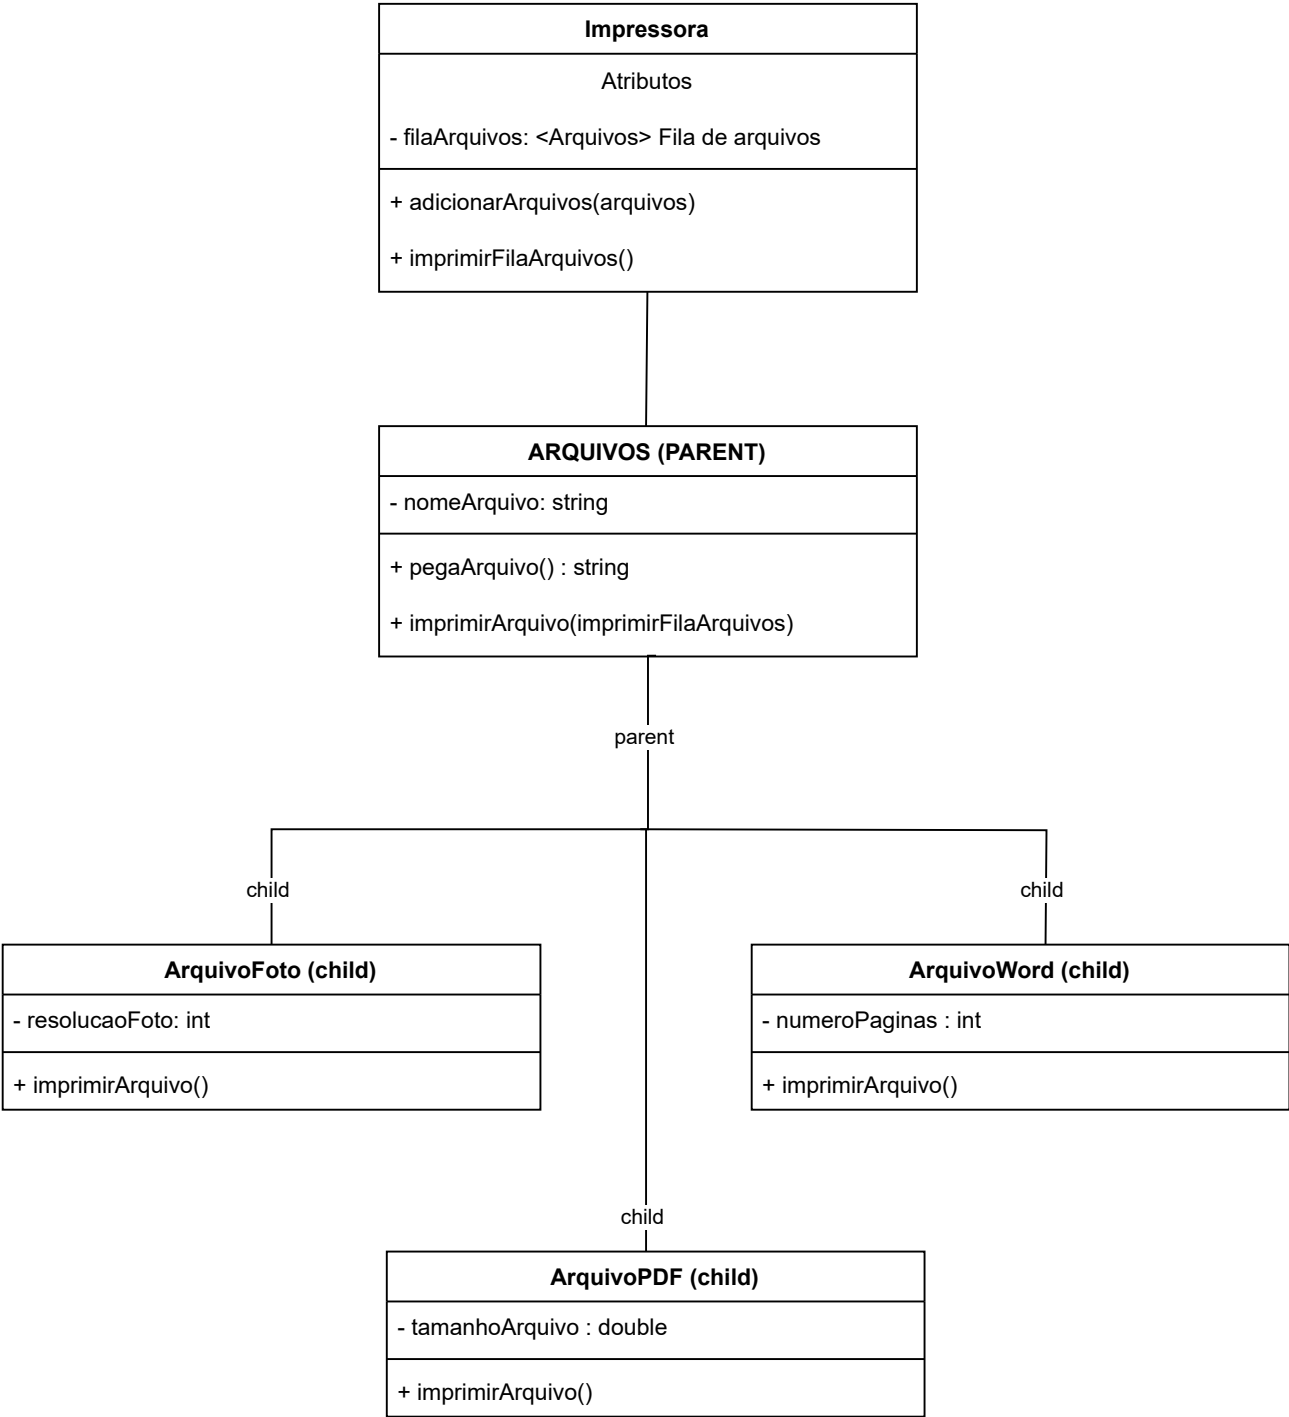 Impressora
Atributos
- filaArquivos: <Arquivos> Fila de arquivos
+ adicionarArquivos(arquivos)
+ imprimirFilaArquivos()
ARQUIVOS (PARENT)
- nomeArquivo: string
+ pegaArquivo() : string
+ imprimirArquivo(imprimirFilaArquivos)
parent
child
child
ArquivoFoto (child)
- resolucaoFoto: int
+ imprimirArquivo()
ArquivoWord (child)
- numeroPaginas : int
+ imprimirArquivo()
child
ArquivoPDF (child)
- tamanhoArquivo : double
+ imprimirArquivo()